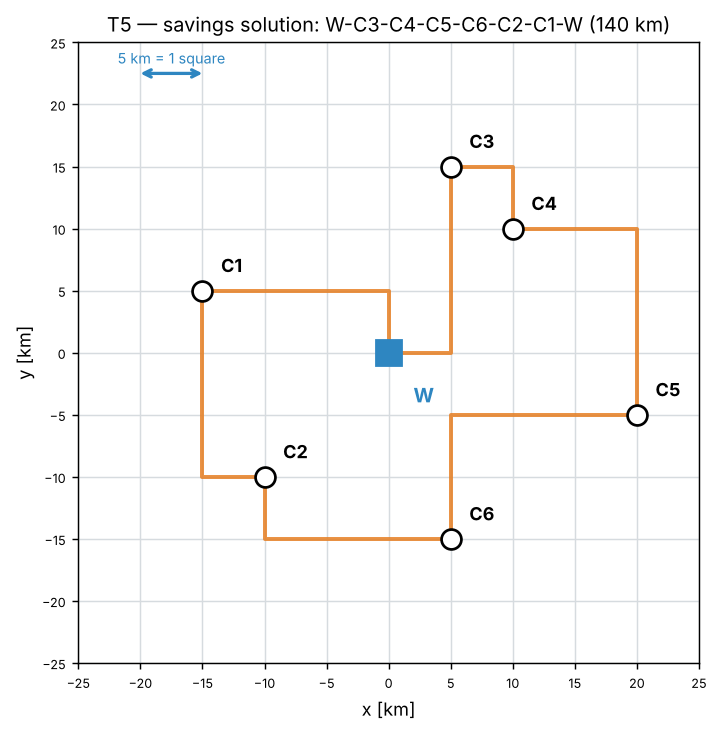 T5 — savings solution: W-C3-C4-C5-C6-C2-C1-W (140 km)
25
5 km = 1 square
20
C3
15
C4
10
C1
5
y [km]
0
W
C5
−5
C2
−10
C6
−15
−20
−25
−25 −20 −15 −10 −5 0 5 10 15 20 25
x [km]